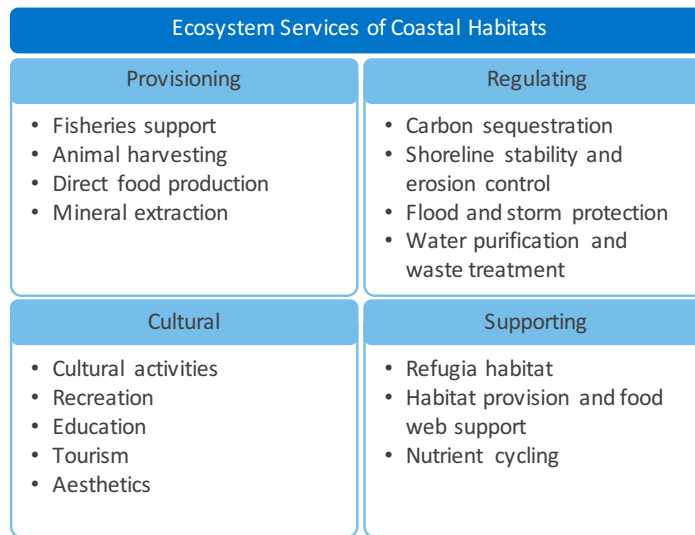 Ecosystem Services of Coastal Habitats
Provisioning
• Fisheries support
• Animal harvesting
• Direct food production
• Mineral extraction
Regulating
• Carbon sequestration
• Shoreline stability and
erosion control
• Flood and storm protection
• Water purification and
waste treatment
Cultural
• Cultural activities
• Recreation
• Education
• Tourism
• Aesthetics
Supporting
• Refugia habitat
• Habitat provision and food
web support
• Nutrient cycling